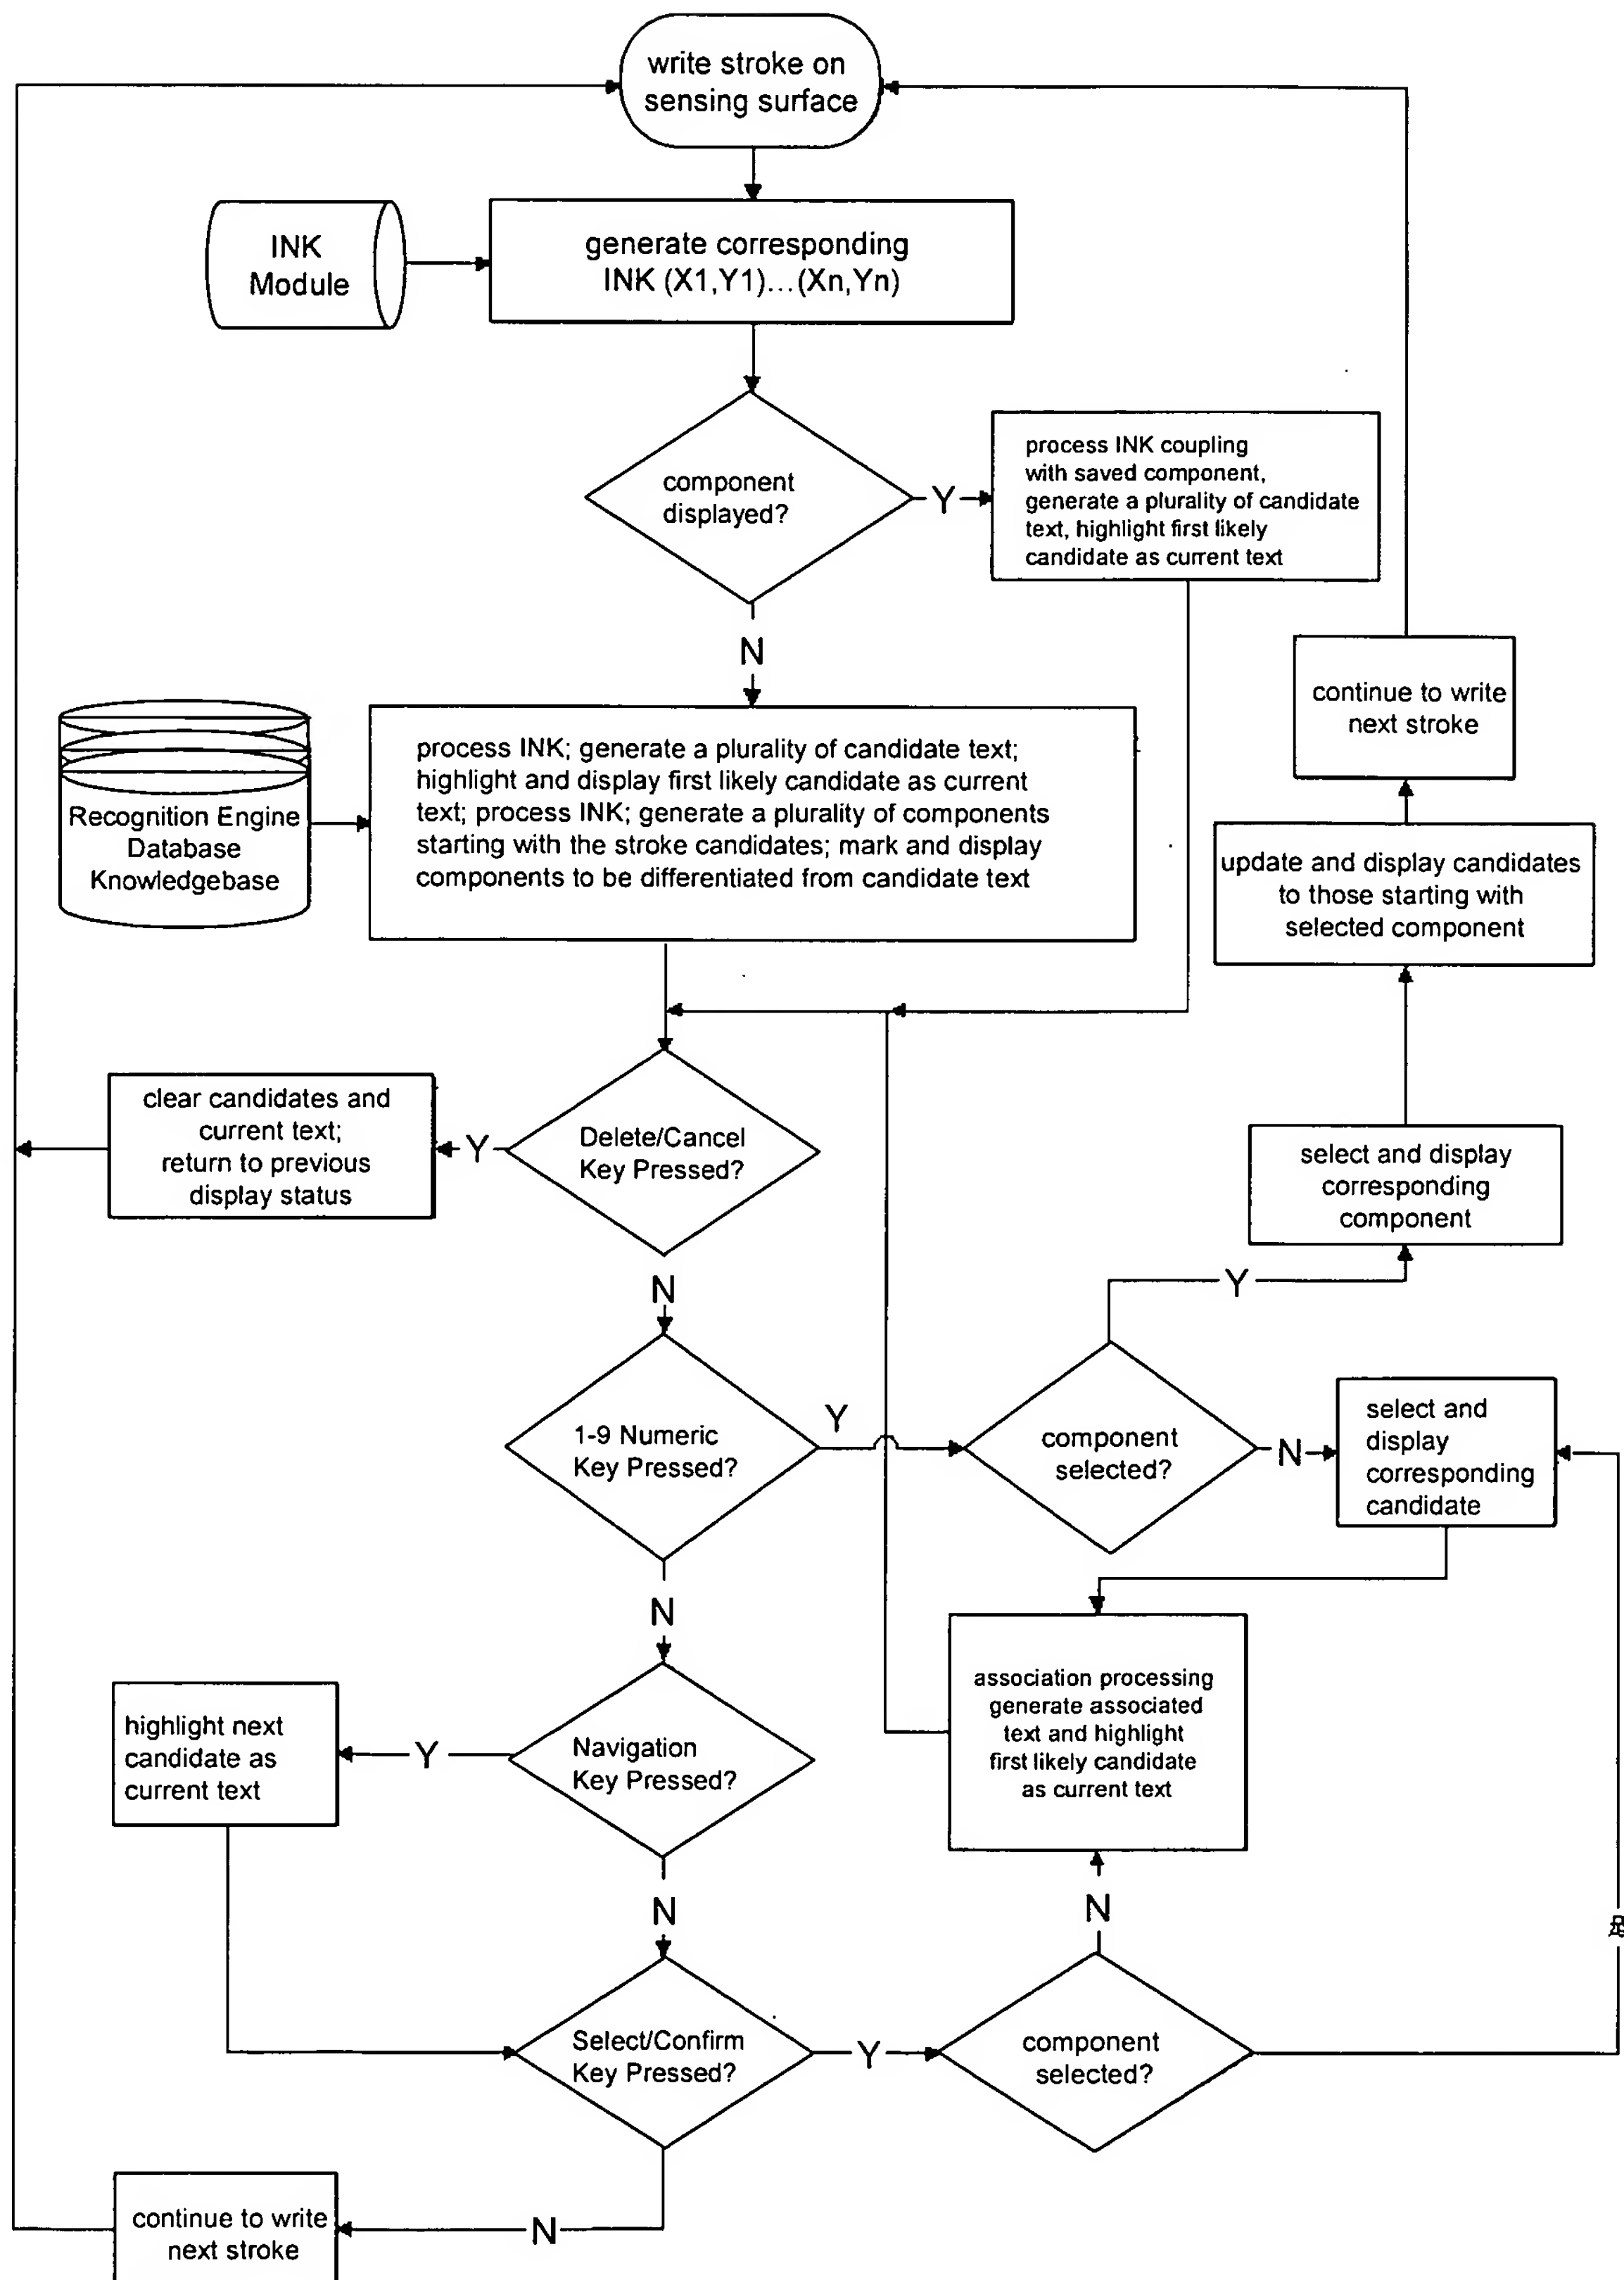 write stroke on
sensing surface
INK
Module
generate corresponding
INK (X1,Y1)...(Xn,Yn)
component
displayed?
Y
process INK coupling
with saved component,
generate a plurality of candidate
text, highlight first likely
candidate as current text
N
continue to write
next stroke
Recognition Engine
Database
Knowledgebase
process INK; generate a plurality of candidate text;
highlight and display first likely candidate as current
text; process INK; generate a plurality of components
starting with the stroke candidates; mark and display
components to be differentiated from candidate text
update and display candidates
to those starting with
selected component
clear candidates and
current text;
return to previous
display status
Y
Delete/Cancel
Key Pressed?
select and display
corresponding
component
N
Y
1-9 Numeric
Key Pressed?
Y
component
selected?
N
select and
display
corresponding
candidate
N
highlight next
candidate as
current text
Y
Navigation
Key Pressed?
association processing
generate associated
text and highlight
first likely candidate
as current text
N
N
Select/Confirm
Key Pressed?
Y
component
selected?
continue to write
next stroke
N